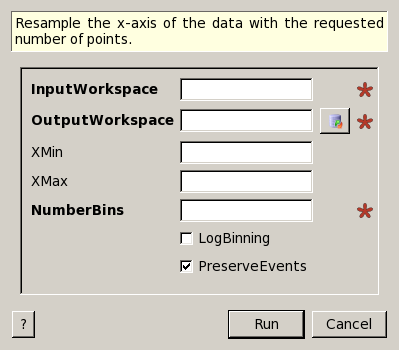 Resample the x-axis of the data with the requested
number of points.
InputWorkspace
OutputWorkspace
XMin
XMax
NumberBins
LogBinning
PreserveEvents
? Run Cancel